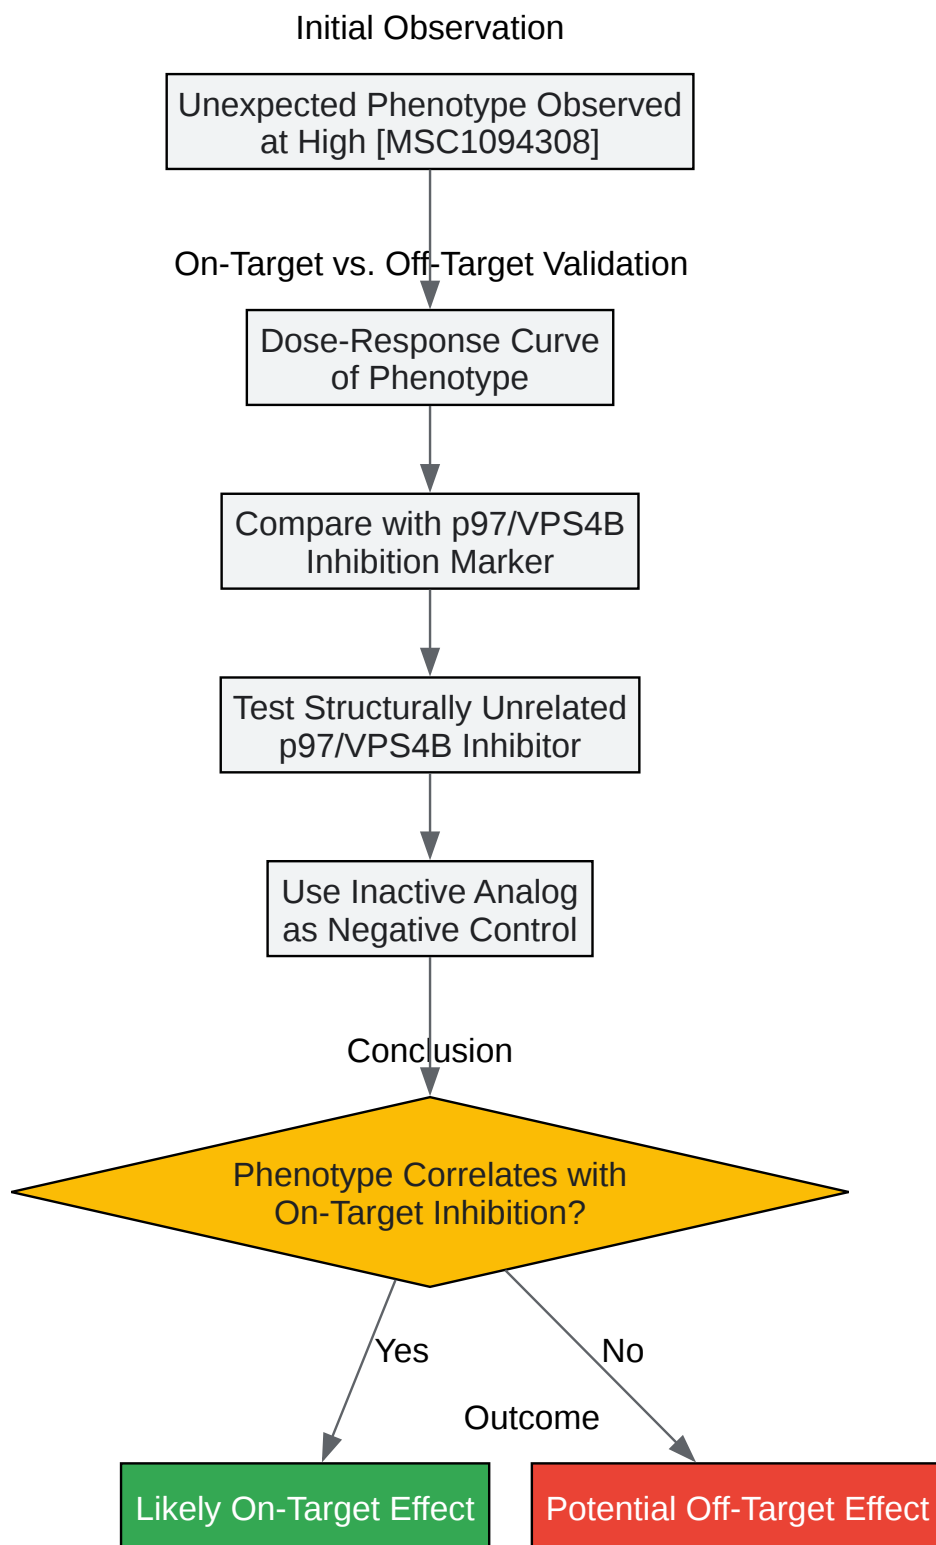 Initial Observation
Unexpected Phenotype Observed
at High [MSC1094308]
On-Target vs. Off-Target Validation
Dose-Response Curve
of Phenotype
Compare with p97/VPS4B
Inhibition Marker
Test Structurally Unrelated
p97/VPS4B Inhibitor
Use Inactive Analog
as Negative Control
Conclusion
Phenotype Correlates with
On-Target Inhibition?
Yes
No
Outcome
Likely On-Target Effect
Potential Off-Target Effect